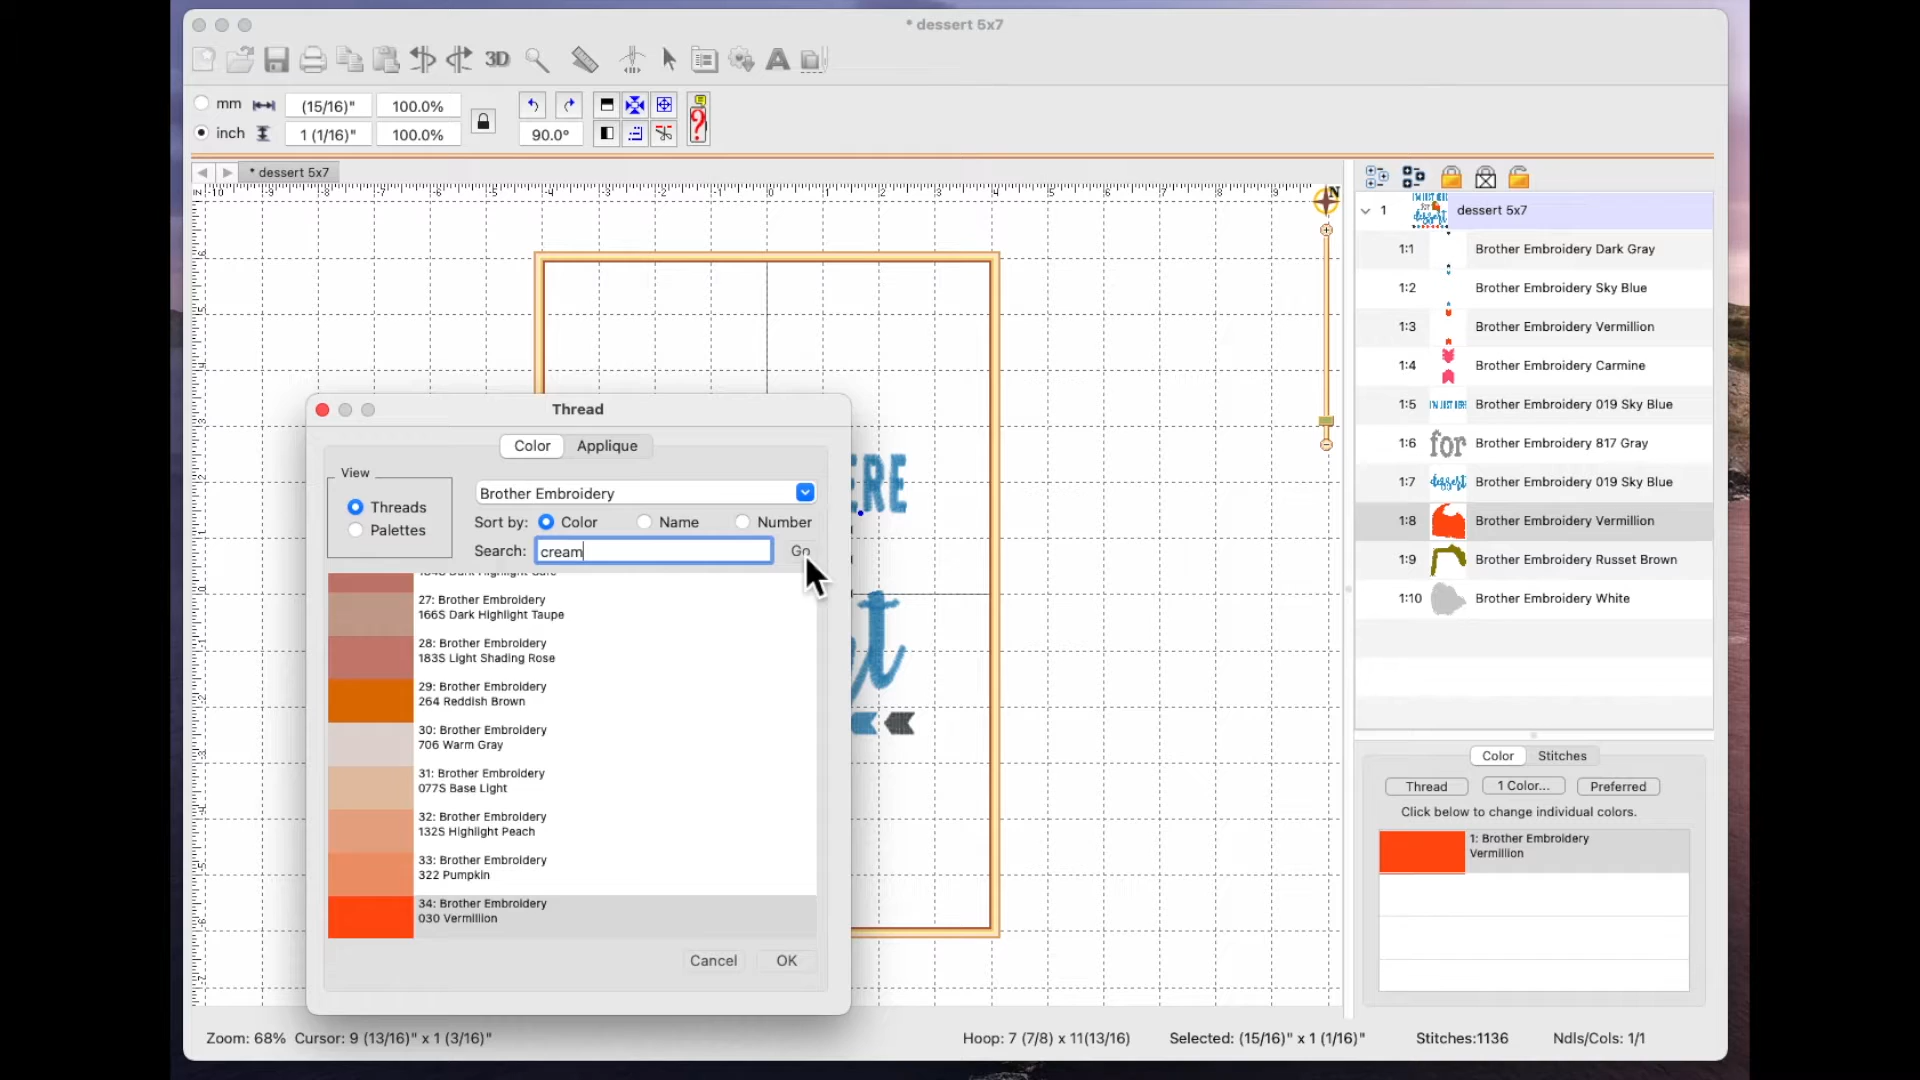 * dessert 5x7
3D
A
mm
(15/16)"
100.0%
inch
1 (1/16)"
100.0%
90.0°
?
* dessert 5x7
IN
N
1
dessert 5x7
1:1 Brother Embroidery Dark Gray
1:2 Brother Embroidery Sky Blue
1:3 Brother Embroidery Vermillion
1:4 Brother Embroidery Carmine
1:5 I'M JUST HERE Brother Embroidery 019 Sky Blue
1:6 for Brother Embroidery 817 Gray
1:7 dessert Brother Embroidery 019 Sky Blue
1:8 Brother Embroidery Vermillion
1:9 Brother Embroidery Russet Brown
1:10 Brother Embroidery White
ERE
t
Thread
Color Applique
View
Threads
Palettes
Brother Embroidery
Sort by: Color Name Number
Search: cream Go
27: Brother Embroidery
166S Dark Highlight Taupe
28: Brother Embroidery
183S Light Shading Rose
29: Brother Embroidery
264 Reddish Brown
30: Brother Embroidery
706 Warm Gray
31: Brother Embroidery
077S Base Light
32: Brother Embroidery
132S Highlight Peach
33: Brother Embroidery
322 Pumpkin
34: Brother Embroidery
030 Vermillion
Cancel OK
Color Stitches
Thread 1 Color... Preferred
Click below to change individual colors.
1: Brother Embroidery
Vermillion
Zoom: 68% Cursor: 9 (13/16)" x 1 (3/16)" Hoop: 7 (7/8) x 11(13/16) Selected: (15/16)" x 1 (1/16)" Stitches:1136 Ndls/Cols: 1/1